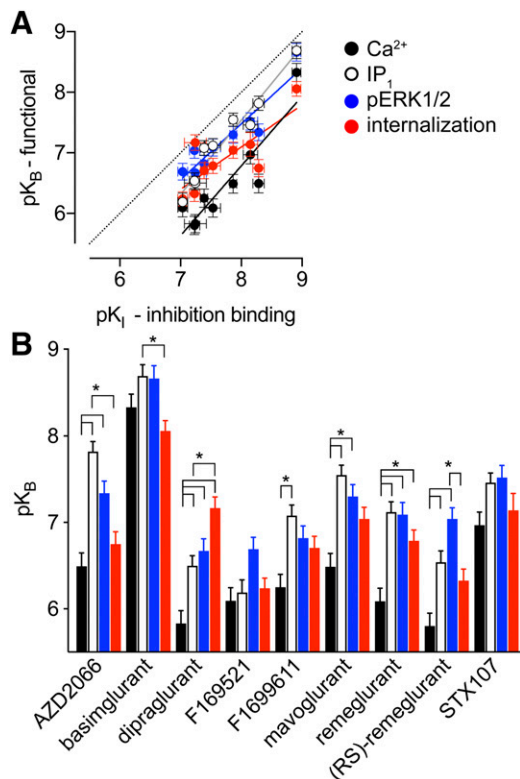 A
9
8
7
6
pK_B - functional
6
7
8
9
pK_I - inhibition binding
Ca²⁺
IP₁
pERK1/2
internalization
B
9
8
7
6
pK_B
*
*
*
*
*
*
*
AZD2066
basimglurant
dipraglurant
F169521
F1699611
mavoglurant
remeglurant
(RS)-remeglurant
STX107